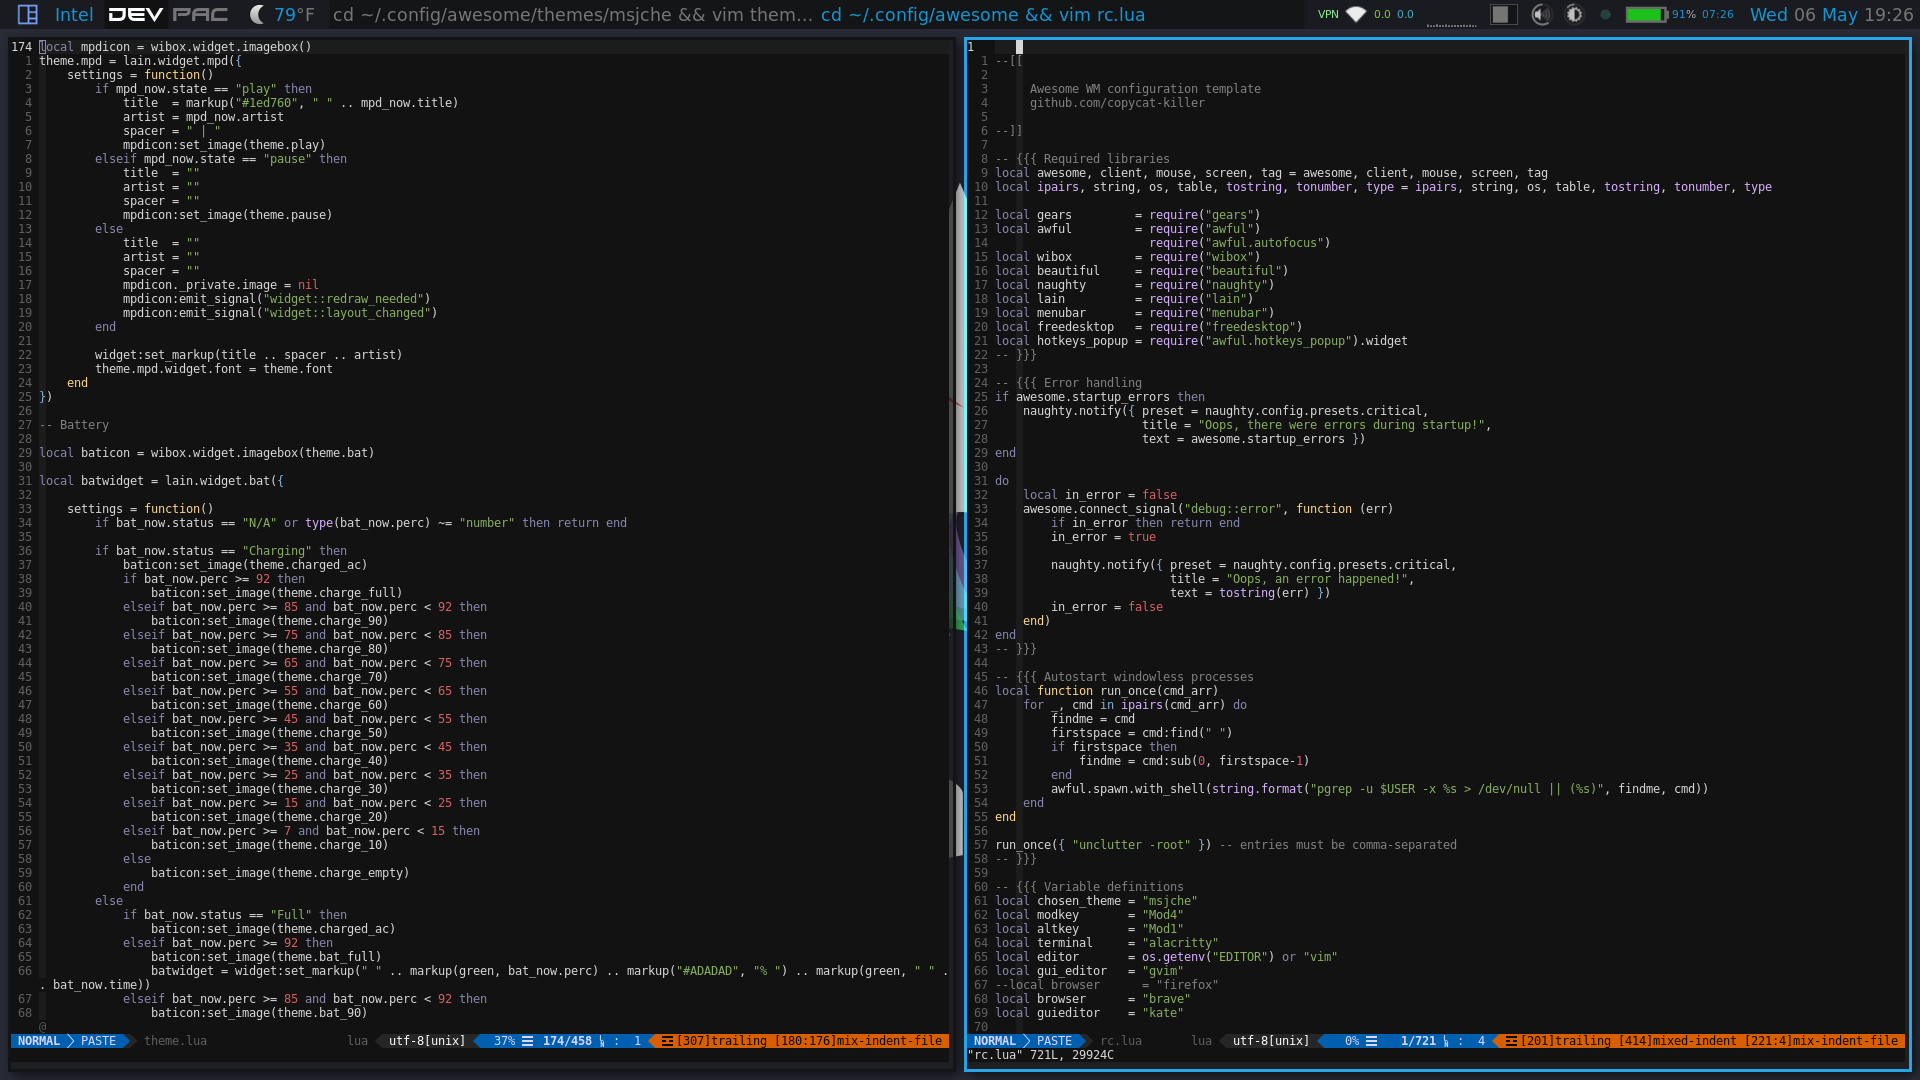 Intel DEV PAC 79°F cd ~/.config/awesome/themes/msjche && vim them... cd ~/.config/awesome && vim rc.lua VPN 0.0 0.0 91% 07:26 Wed 06 May 19:26
174 local mpdicon = wibox.widget.imagebox()
1 theme.mpd = lain.widget.mpd({
2     settings = function()
3         if mpd_now.state == "play" then
4             title  = markup("#1ed760", " " .. mpd_now.title)
5             artist = mpd_now.artist
6             spacer = " | "
7             mpdicon:set_image(theme.play)
8         elseif mpd_now.state == "pause" then
9             title  = ""
10             artist = ""
11             spacer = ""
12             mpdicon:set_image(theme.pause)
13         else
14             title  = ""
15             artist = ""
16             spacer = ""
17             mpdicon._private.image = nil
18             mpdicon:emit_signal("widget::redraw_needed")
19             mpdicon:emit_signal("widget::layout_changed")
20         end
21
22         widget:set_markup(title .. spacer .. artist)
23         theme.mpd.widget.font = theme.font
24     end
25 })
26
27 -- Battery
28
29 local baticon = wibox.widget.imagebox(theme.bat)
30
31 local batwidget = lain.widget.bat({
32
33     settings = function()
34         if bat_now.status == "N/A" or type(bat_now.perc) ~= "number" then return end
35
36         if bat_now.status == "Charging" then
37             baticon:set_image(theme.charged_ac)
38             if bat_now.perc >= 92 then
39                 baticon:set_image(theme.charge_full)
40             elseif bat_now.perc >= 85 and bat_now.perc < 92 then
41                 baticon:set_image(theme.charge_90)
42             elseif bat_now.perc >= 75 and bat_now.perc < 85 then
43                 baticon:set_image(theme.charge_80)
44             elseif bat_now.perc >= 65 and bat_now.perc < 75 then
45                 baticon:set_image(theme.charge_70)
46             elseif bat_now.perc >= 55 and bat_now.perc < 65 then
47                 baticon:set_image(theme.charge_60)
48             elseif bat_now.perc >= 45 and bat_now.perc < 55 then
49                 baticon:set_image(theme.charge_50)
50             elseif bat_now.perc >= 35 and bat_now.perc < 45 then
51                 baticon:set_image(theme.charge_40)
52             elseif bat_now.perc >= 25 and bat_now.perc < 35 then
53                 baticon:set_image(theme.charge_30)
54             elseif bat_now.perc >= 15 and bat_now.perc < 25 then
55                 baticon:set_image(theme.charge_20)
56             elseif bat_now.perc >= 7 and bat_now.perc < 15 then
57                 baticon:set_image(theme.charge_10)
58             else
59                 baticon:set_image(theme.charge_empty)
60             end
61         else
62             if bat_now.status == "Full" then
63                 baticon:set_image(theme.charged_ac)
64             elseif bat_now.perc >= 92 then
65                 baticon:set_image(theme.bat_full)
66                 batwidget = widget:set_markup(" " .. markup(green, bat_now.perc) .. markup("#ADADAD", "% ") .. markup(green, " " .
. bat_now.time))
67             elseif bat_now.perc >= 85 and bat_now.perc < 92 then
68                 baticon:set_image(theme.bat_90)
@
NORMAL PASTE theme.lua lua utf-8[unix] 37% ☰ 174/458 : 1 [307]trailing [180:176]mix-indent-file
1
1 --[[
2
3      Awesome WM configuration template
4      github.com/copycat-killer
5
6 --]]
7
8 -- {{{ Required libraries
9 local awesome, client, mouse, screen, tag = awesome, client, mouse, screen, tag
10 local ipairs, string, os, table, tostring, tonumber, type = ipairs, string, os, table, tostring, tonumber, type
11
12 local gears         = require("gears")
13 local awful         = require("awful")
14                       require("awful.autofocus")
15 local wibox         = require("wibox")
16 local beautiful     = require("beautiful")
17 local naughty       = require("naughty")
18 local lain          = require("lain")
19 local menubar       = require("menubar")
20 local freedesktop   = require("freedesktop")
21 local hotkeys_popup = require("awful.hotkeys_popup").widget
22 -- }}}
23
24 -- {{{ Error handling
25 if awesome.startup_errors then
26     naughty.notify({ preset = naughty.config.presets.critical,
27                      title = "Oops, there were errors during startup!",
28                      text = awesome.startup_errors })
29 end
30
31 do
32     local in_error = false
33     awesome.connect_signal("debug::error", function (err)
34         if in_error then return end
35         in_error = true
36
37         naughty.notify({ preset = naughty.config.presets.critical,
38                          title = "Oops, an error happened!",
39                          text = tostring(err) })
40         in_error = false
41     end)
42 end
43 -- }}}
44
45 -- {{{ Autostart windowless processes
46 local function run_once(cmd_arr)
47     for _, cmd in ipairs(cmd_arr) do
48         findme = cmd
49         firstspace = cmd:find(" ")
50         if firstspace then
51             findme = cmd:sub(0, firstspace-1)
52         end
53         awful.spawn.with_shell(string.format("pgrep -u $USER -x %s > /dev/null || (%s)", findme, cmd))
54     end
55 end
56
57 run_once({ "unclutter -root" }) -- entries must be comma-separated
58 -- }}}
59
60 -- {{{ Variable definitions
61 local chosen_theme = "msjche"
62 local modkey       = "Mod4"
63 local altkey       = "Mod1"
64 local terminal     = "alacritty"
65 local editor       = os.getenv("EDITOR") or "vim"
66 local gui_editor   = "gvim"
67 --local browser      = "firefox"
68 local browser      = "brave"
69 local guieditor    = "kate"
70
NORMAL PASTE rc.lua lua utf-8[unix] 0% ☰ 1/721 : 4 [201]trailing [414]mixed-indent [221:4]mix-indent-file
"rc.lua" 721L, 29924C